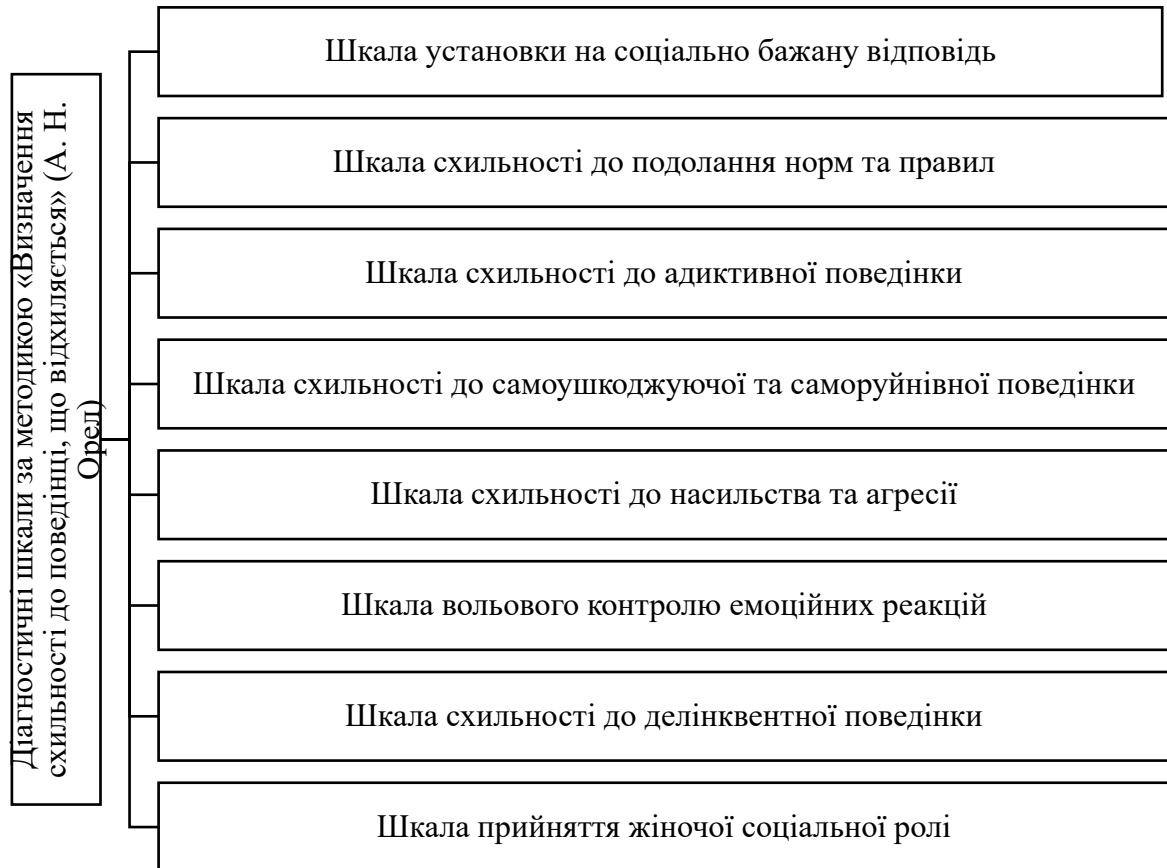 Діагностичні шкали за методикою «Визначення
схильності до поведінці, що відхиляється» (А. Н.
Орел)
Шкала установки на соціально бажану відповідь
Шкала схильності до подолання норм та правил
Шкала схильності до адиктивної поведінки
Шкала схильності до самоушкоджуючої та саморуйнівної поведінки
Шкала схильності до насильства та агресії
Шкала вольового контролю емоційних реакцій
Шкала схильності до делінквентної поведінки
Шкала прийняття жіночої соціальної ролі